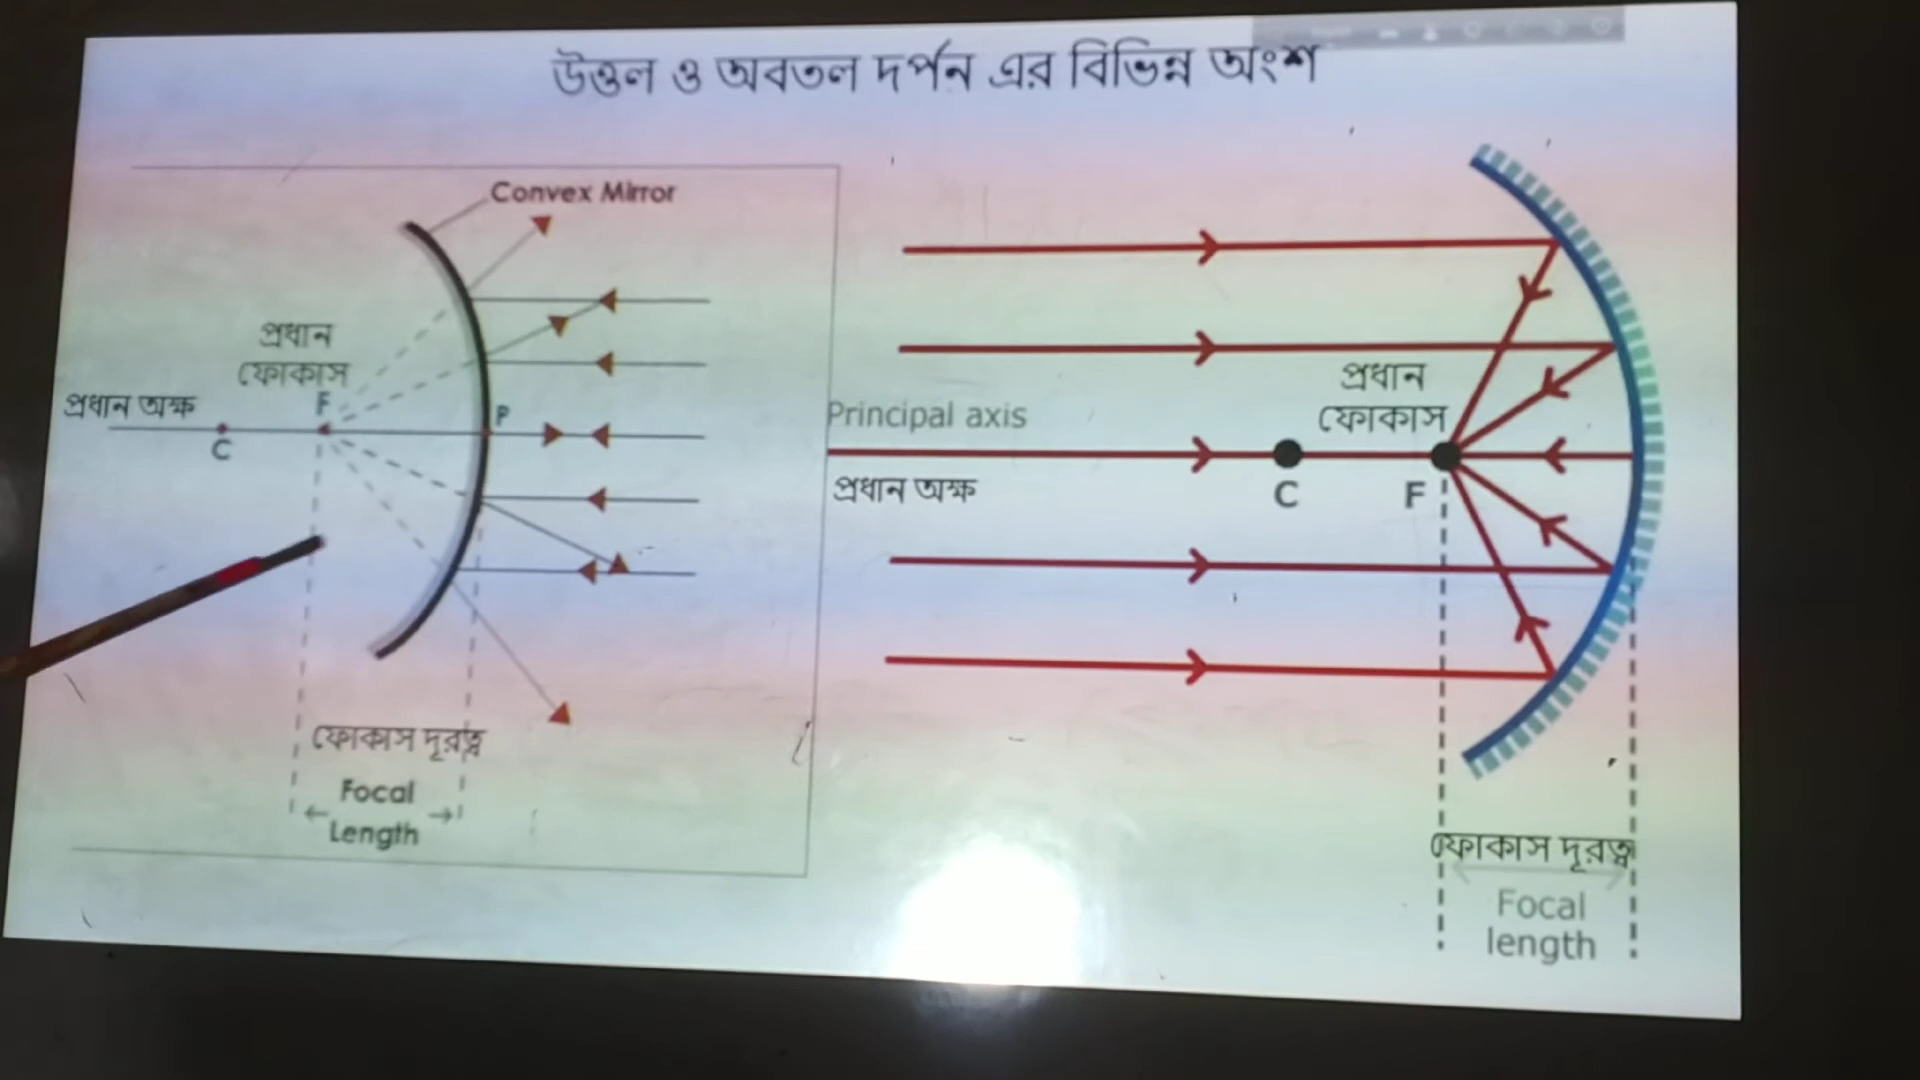 উত্তল ও অবতল দর্পন এর বিভিন্ন অংশ
Convex Mirror
প্রধান
ফোকাস
প্রধান অক্ষ
F
P
C
ফোকাস দূরত্ব
Focal
Length
Principal axis
প্রধান অক্ষ
প্রধান
ফোকাস
C
F
ফোকাস দূরত্ব
Focal
length